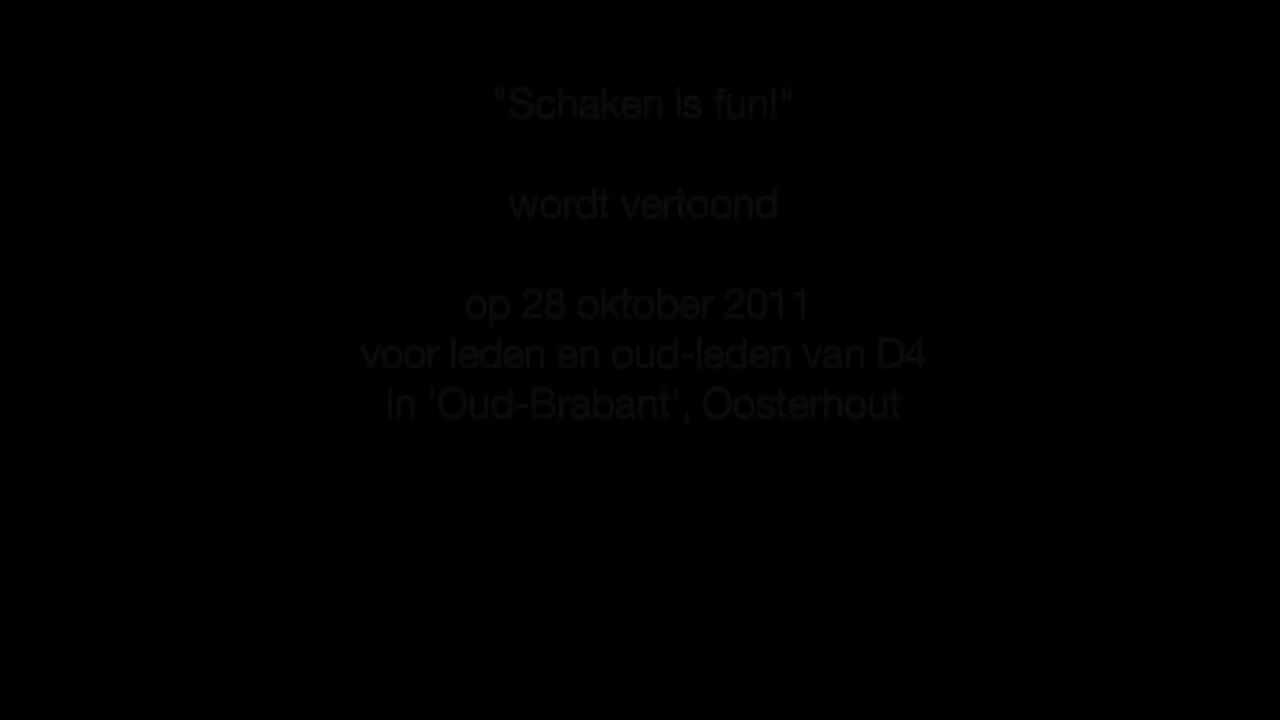 "Schaken is fun!"
wordt vertoond
op 28 oktober 2011
voor leden en oud-leden van D4
in 'Oud-Brabant', Oosterhout